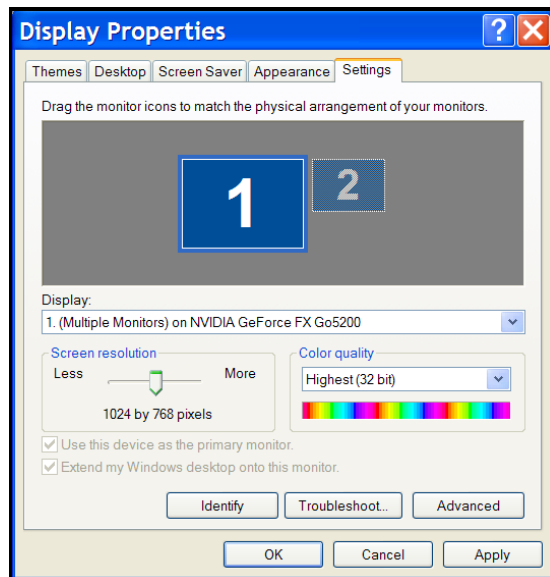 Display Properties
Themes Desktop Screen Saver Appearance Settings
Drag the monitor icons to match the physical arrangement of your monitors.
1 2
Display:
1. (Multiple Monitors) on NVIDIA GeForce FX Go5200
Screen resolution
Less More
1024 by 768 pixels
Color quality
Highest (32 bit)
Use this device as the primary monitor.
Extend my Windows desktop onto this monitor.
Identify Troubleshoot... Advanced
OK Cancel Apply